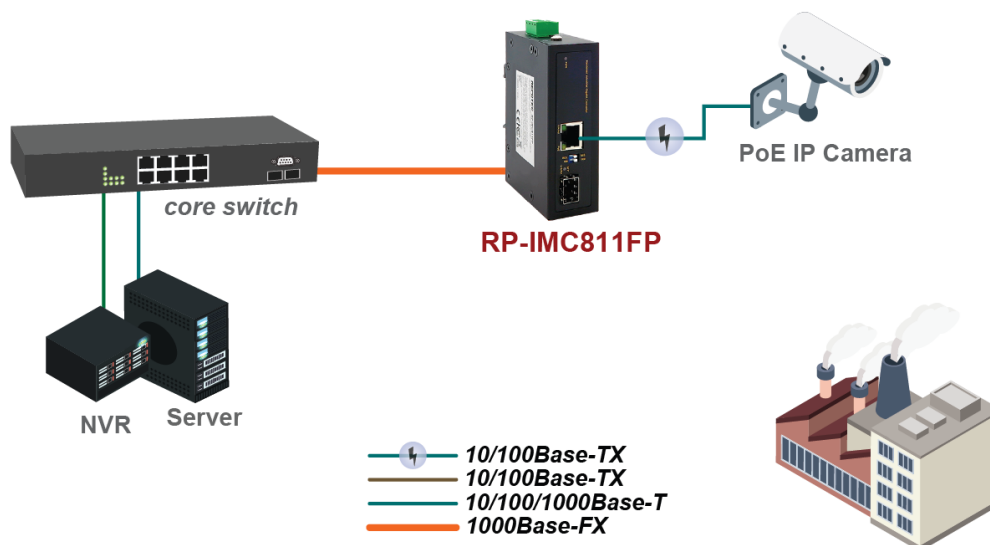 PoE IP Camera
core switch
RP-IMC811FP
NVR
Server
10/100Base-TX
10/100Base-TX
10/100/1000Base-T
1000Base-FX